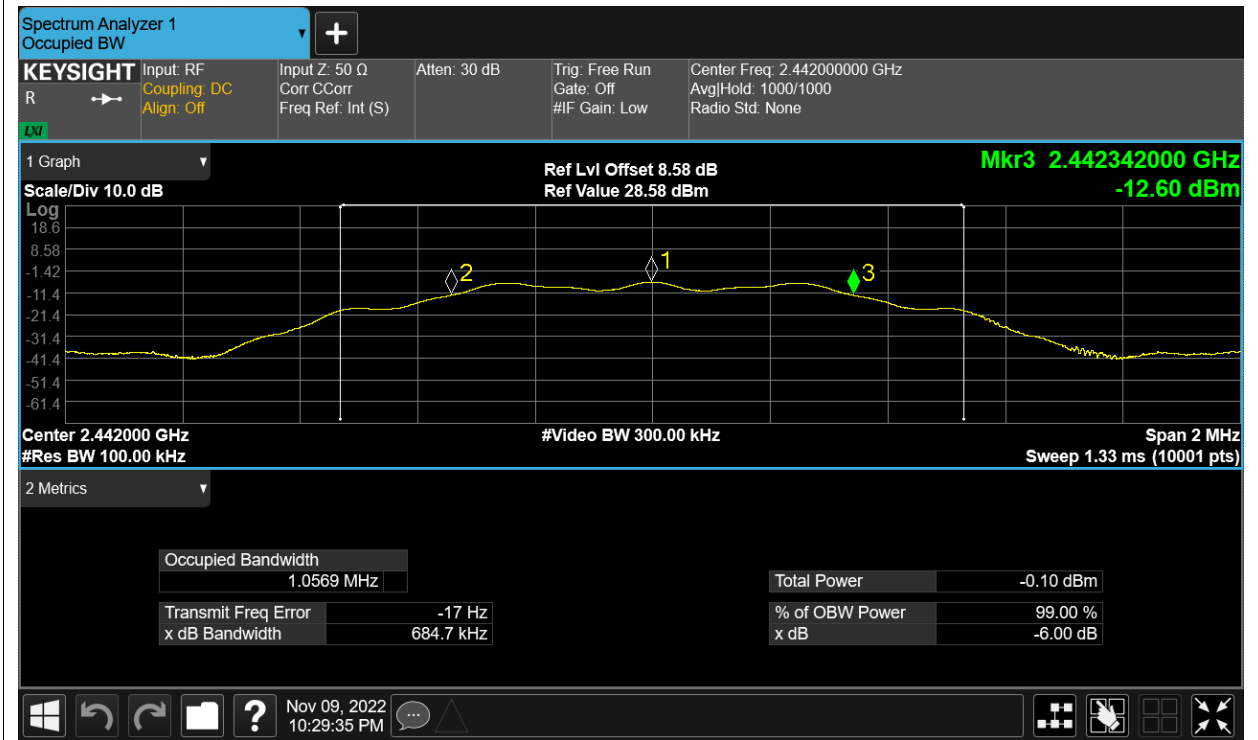 Spectrum Analyzer 1
Occupied BW
KEYSIGHT
R
LXI
Input: RF
Coupling: DC
Align: Off
Input Z: 50 Ω
Corr CCorr
Freq Ref: Int (S)
Atten: 30 dB
Trig: Free Run
Gate: Off
#IF Gain: Low
Center Freq: 2.442000000 GHz
Avg|Hold: 1000/1000
Radio Std: None
1 Graph
Scale/Div 10.0 dB
Ref Lvl Offset 8.58 dB
Ref Value 28.58 dBm
Mkr3 2.442342000 GHz
-12.60 dBm
Log
18.6
8.58
-1.42
-11.4
-21.4
-31.4
-41.4
-51.4
-61.4
2
1
3
Center 2.442000 GHz
#Res BW 100.00 kHz
#Video BW 300.00 kHz
Span 2 MHz
Sweep 1.33 ms (10001 pts)
2 Metrics
Occupied Bandwidth
1.0569 MHz
Transmit Freq Error -17 Hz
x dB Bandwidth 684.7 kHz
Total Power -0.10 dBm
% of OBW Power 99.00 %
x dB -6.00 dB
?
Nov 09, 2022
10:29:35 PM